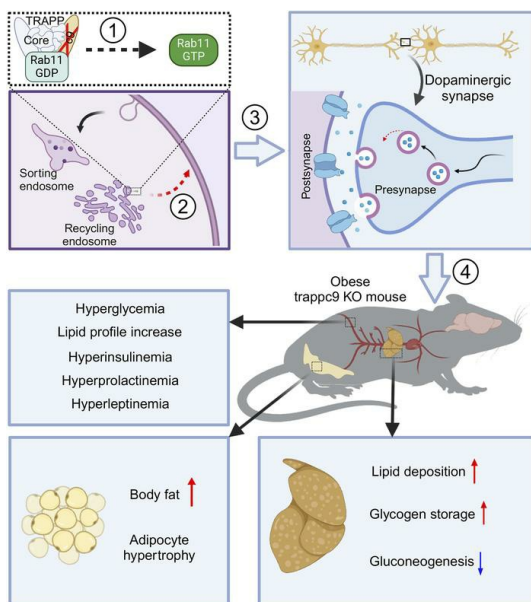 TRAPP
Core
Rab11
GDP
1
Rab11
GTP
Sorting
endosome
Recycling
endosome
2
3
Dopaminergic
synapse
Postsynapse
Presynapse
4
Obese
trappc9 KO mouse
Hyperglycemia
Lipid profile increase
Hyperinsulinemia
Hyperprolactinemia
Hyperleptinemia
Body fat
Adipocyte
hypertrophy
Lipid deposition
Glycogen storage
Gluconeogenesis